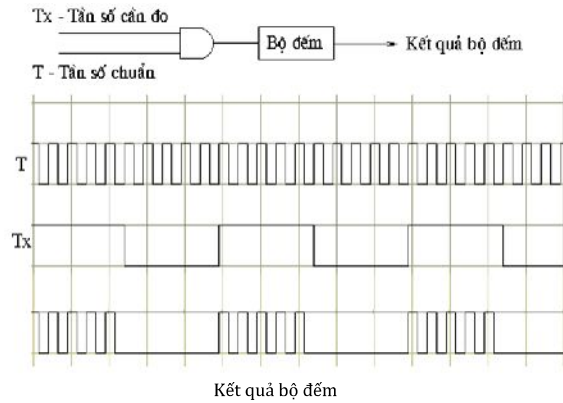 Tx - Tần số cần đo
Bộ đếm
Kết quả bộ đếm
T - Tần số chuẩn
T
Tx
Kết quả bộ đếm